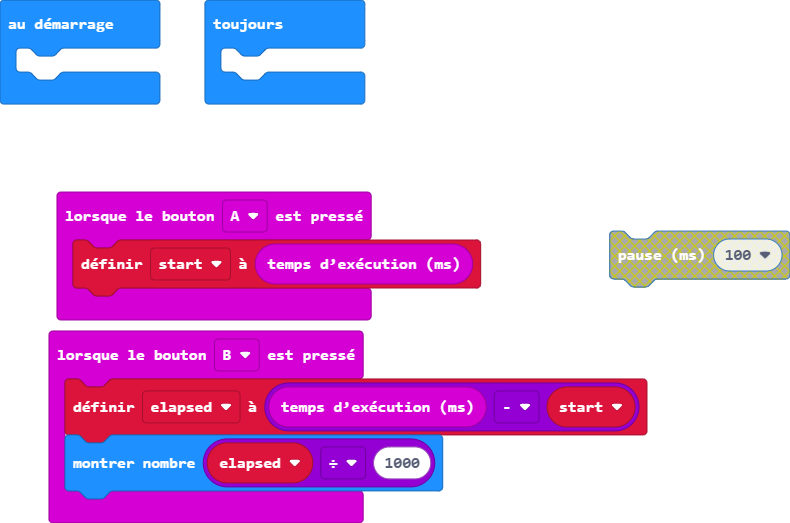 au démarrage
toujours
lorsque le bouton A est pressé
définir start à temps d’exécution (ms)
pause (ms) 100
lorsque le bouton B est pressé
définir elapsed à temps d’exécution (ms) - start
montrer nombre elapsed ÷ 1000